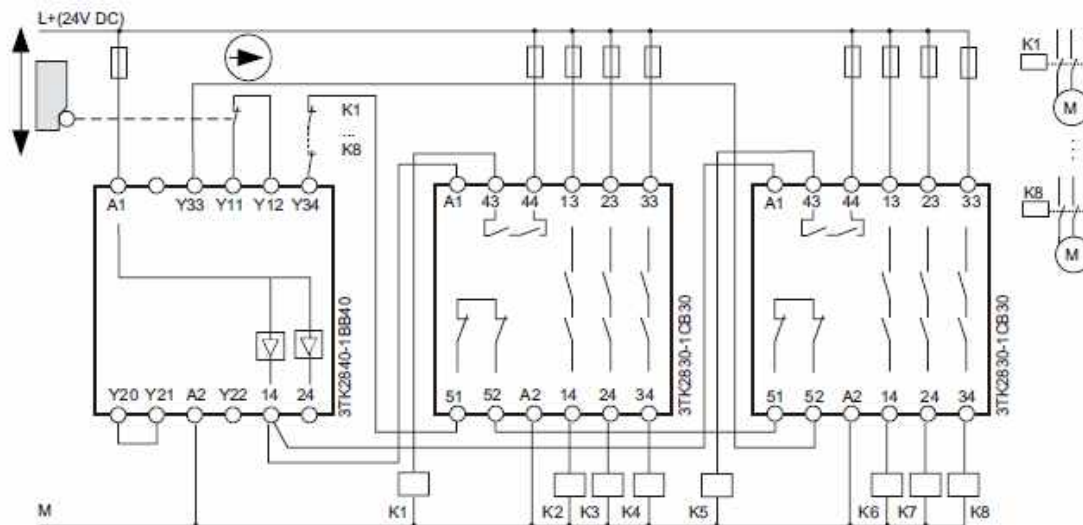 L+(24V DC)
K1
...
K8
K1
M
K8
M
A1 Y33 Y11 Y12 Y34
A1 43 44 13 23 33
A1 43 44 13 23 33
3TK2840-1BB40
3TK2830-1CB30
3TK2830-1CB30
Y20 Y21 A2 Y22 14 24
51 52 A2 14 24 34
51 52 A2 14 24 34
M K1 K2 K3 K4 K5 K6 K7 K8